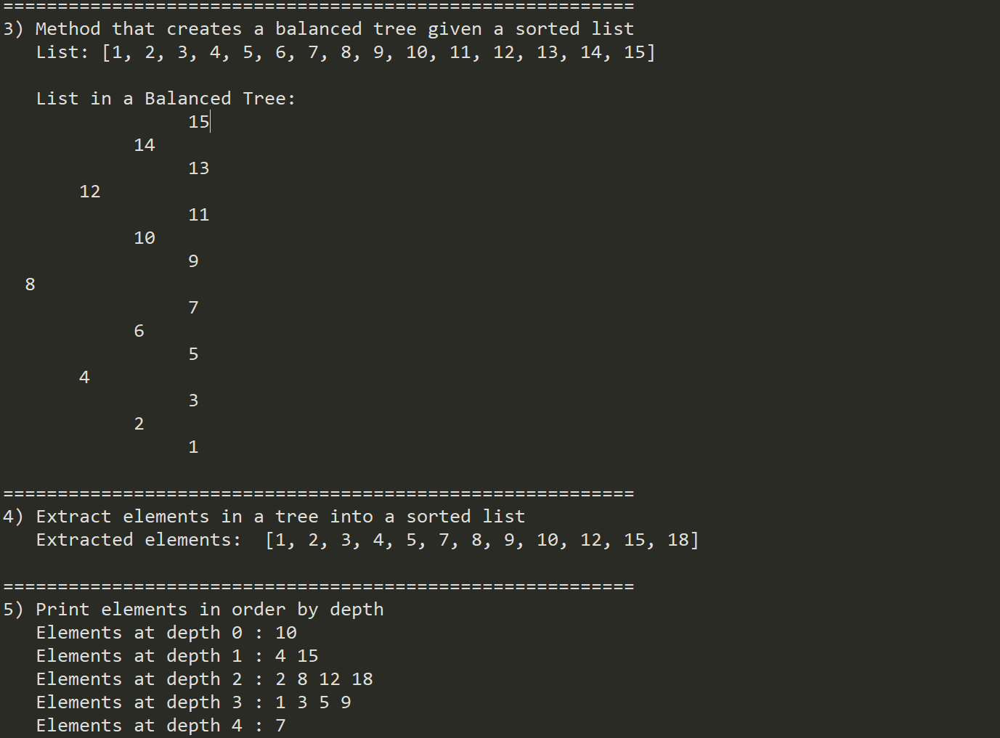 ==========================================================
3) Method that creates a balanced tree given a sorted list
   List: [1, 2, 3, 4, 5, 6, 7, 8, 9, 10, 11, 12, 13, 14, 15]

   List in a Balanced Tree:
                 15
            14
                 13
       12
                 11
            10
                 9
  8
                 7
            6
                 5
       4
                 3
            2
                 1

==========================================================
4) Extract elements in a tree into a sorted list
   Extracted elements:  [1, 2, 3, 4, 5, 7, 8, 9, 10, 12, 15, 18]

==========================================================
5) Print elements in order by depth
   Elements at depth 0 : 10
   Elements at depth 1 : 4 15
   Elements at depth 2 : 2 8 12 18
   Elements at depth 3 : 1 3 5 9
   Elements at depth 4 : 7